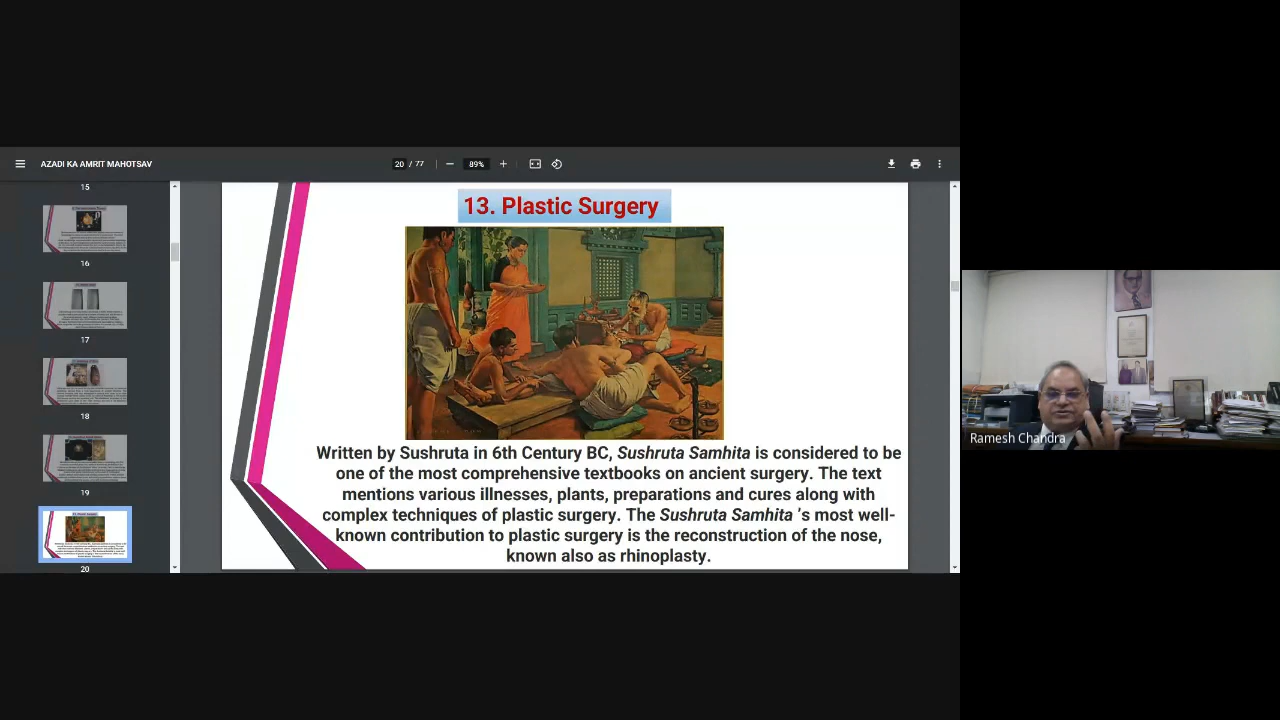 AZADI KA AMRIT MAHOTSAV
20 / 77
89%
15
16
17
18
19
20
13. Plastic Surgery
Written by Sushruta in 6th Century BC, Sushruta Samhita is considered to be
one of the most comprehensive textbooks on ancient surgery. The text
mentions various illnesses, plants, preparations and cures along with
complex techniques of plastic surgery. The Sushruta Samhita 's most well-
known contribution to plastic surgery is the reconstruction of the nose,
known also as rhinoplasty.
Ramesh Chandra